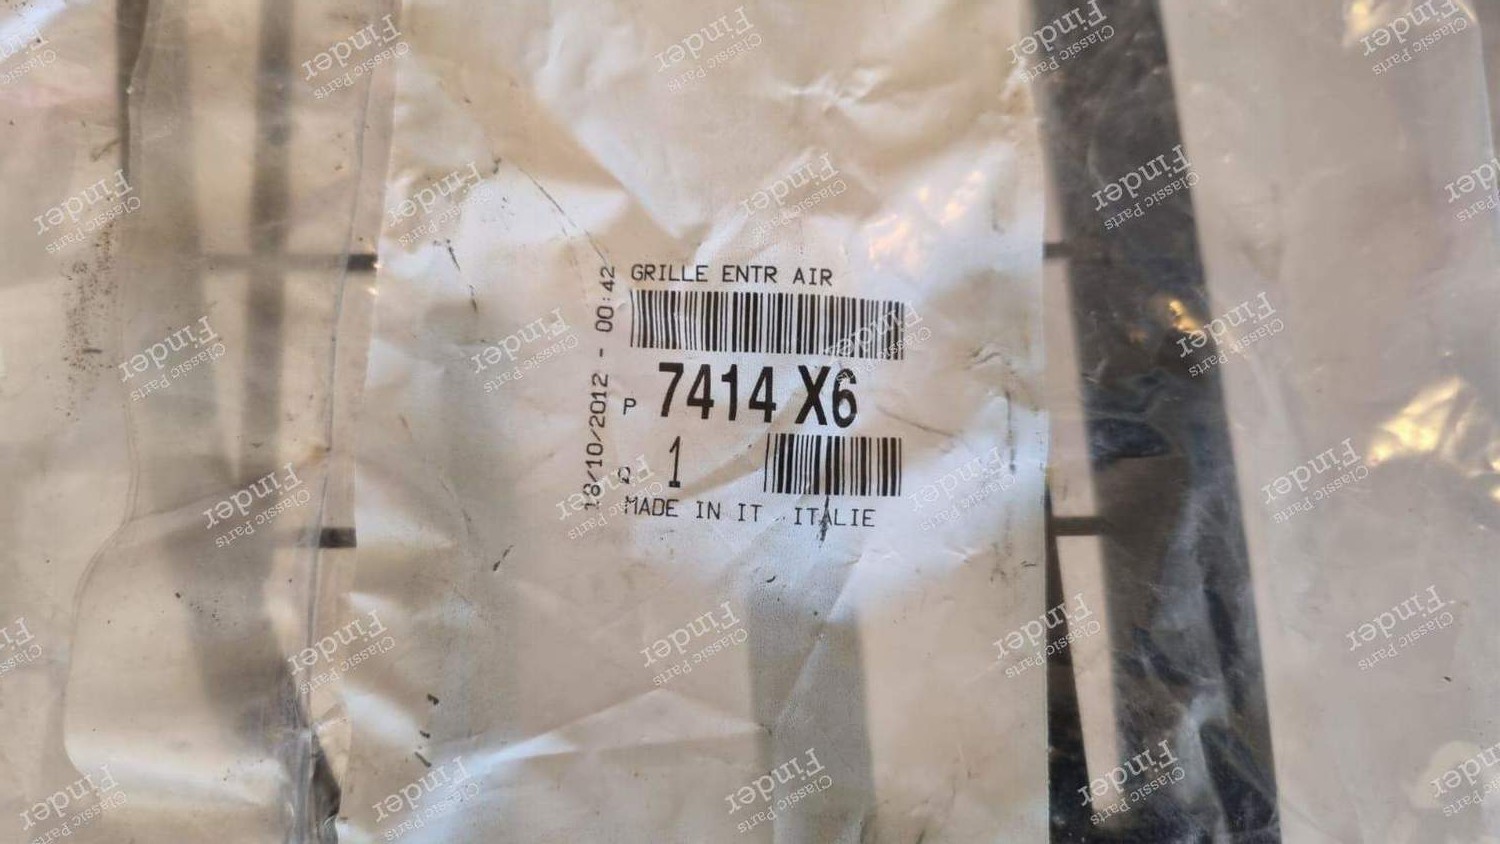 GRILLE ENTR AIR
P 7414 X6
Q 1
MADE IN IT - ITALIE
18/10/2012 - 00:42
Classic Parts
Finder